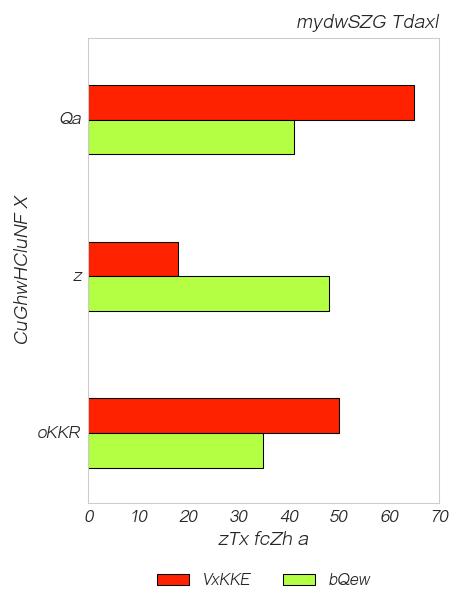 mydwSZG Tdaxl
CuGhwHCluNF X
Qa
z
oKKR
0 10 20 30 40 50 60 70
zTx fcZh a
VxKKE bQew